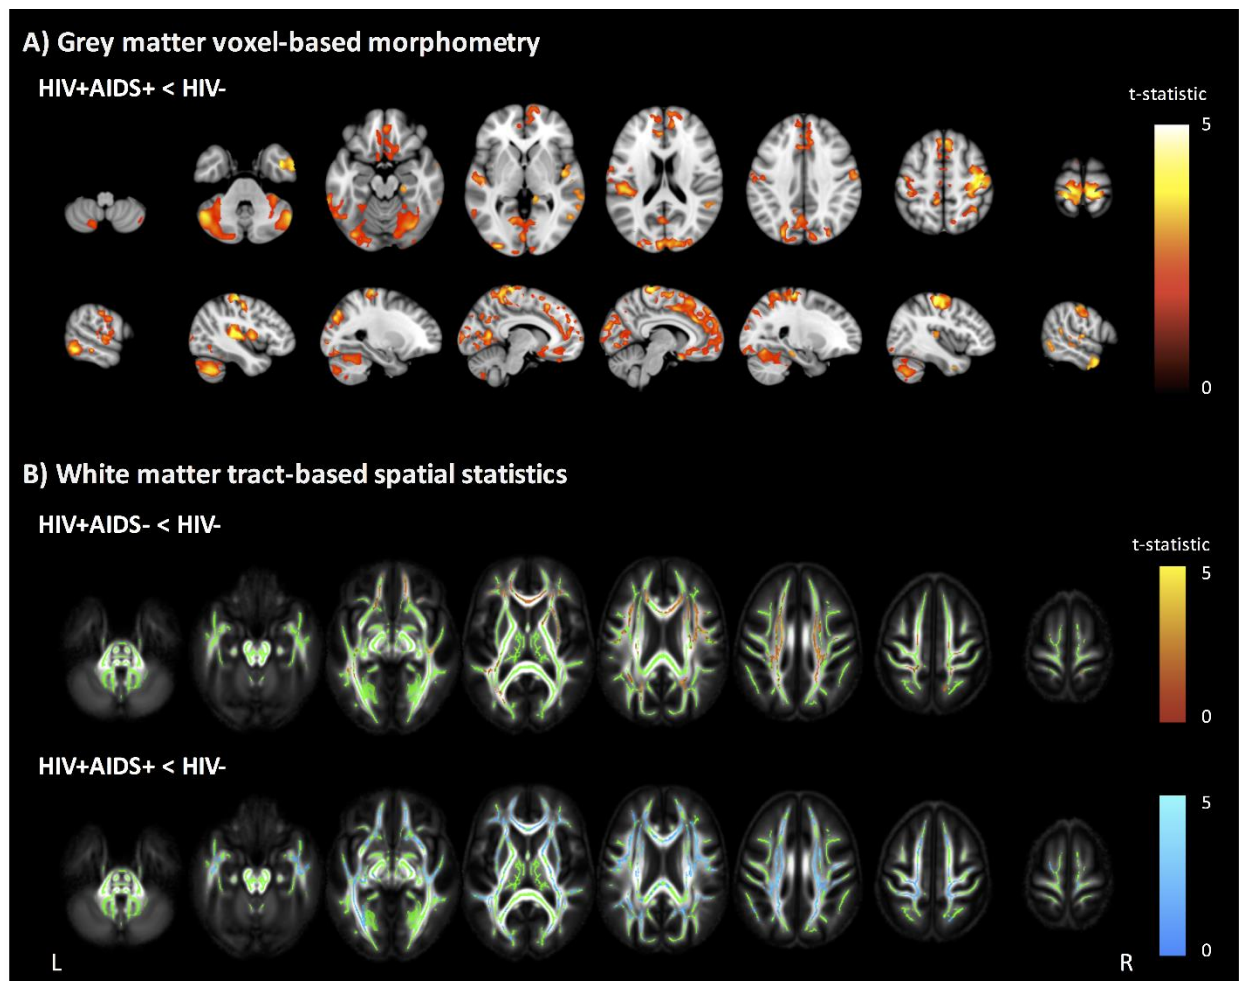 A) Grey matter voxel-based morphometry
HIV+AIDS+ < HIV-
t-statistic
5
0
B) White matter tract-based spatial statistics
HIV+AIDS- < HIV-
t-statistic
5
0
HIV+AIDS+ < HIV-
5
0
L
R